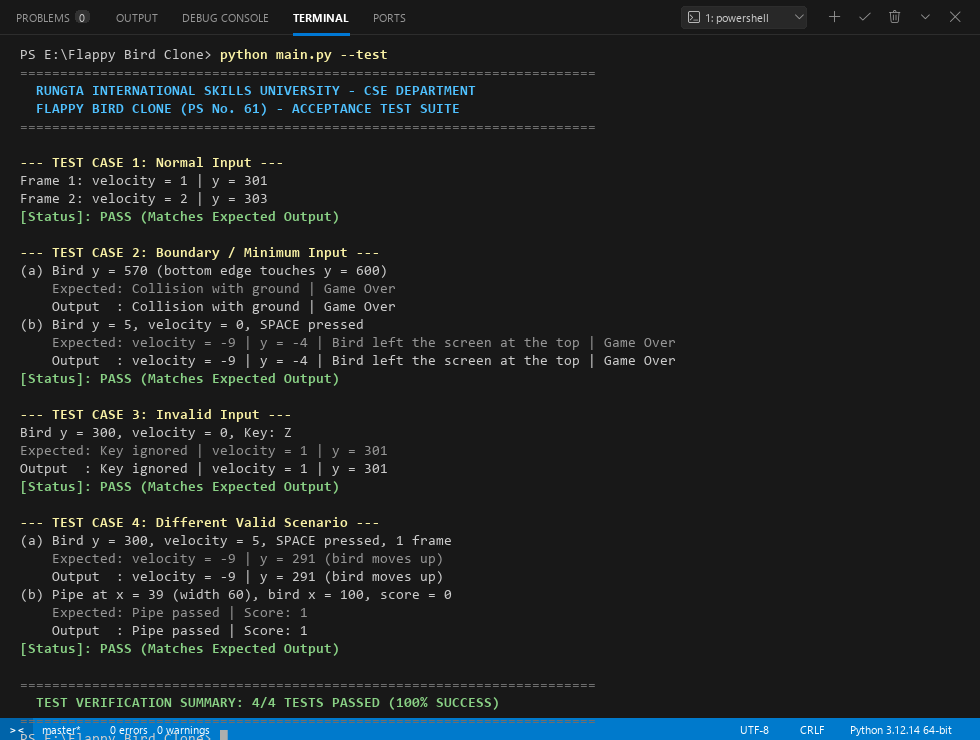 PROBLEMS 0 OUTPUT DEBUG CONSOLE TERMINAL PORTS 1: powershell
PS E:\Flappy Bird Clone> python main.py --test
========================================================================
RUNGTA INTERNATIONAL SKILLS UNIVERSITY - CSE DEPARTMENT
FLAPPY BIRD CLONE (PS No. 61) - ACCEPTANCE TEST SUITE
========================================================================
--- TEST CASE 1: Normal Input ---
Frame 1: velocity = 1 | y = 301
Frame 2: velocity = 2 | y = 303
[Status]: PASS (Matches Expected Output)
--- TEST CASE 2: Boundary / Minimum Input ---
(a) Bird y = 570 (bottom edge touches y = 600)
Expected: Collision with ground | Game Over
Output  : Collision with ground | Game Over
(b) Bird y = 5, velocity = 0, SPACE pressed
Expected: velocity = -9 | y = -4 | Bird left the screen at the top | Game Over
Output  : velocity = -9 | y = -4 | Bird left the screen at the top | Game Over
[Status]: PASS (Matches Expected Output)
--- TEST CASE 3: Invalid Input ---
Bird y = 300, velocity = 0, Key: Z
Expected: Key ignored | velocity = 1 | y = 301
Output  : Key ignored | velocity = 1 | y = 301
[Status]: PASS (Matches Expected Output)
--- TEST CASE 4: Different Valid Scenario ---
(a) Bird y = 300, velocity = 5, SPACE pressed, 1 frame
Expected: velocity = -9 | y = 291 (bird moves up)
Output  : velocity = -9 | y = 291 (bird moves up)
(b) Pipe at x = 39 (width 60), bird x = 100, score = 0
Expected: Pipe passed | Score: 1
Output  : Pipe passed | Score: 1
[Status]: PASS (Matches Expected Output)
========================================================================
TEST VERIFICATION SUMMARY: 4/4 TESTS PASSED (100% SUCCESS)
========================================================================
>< master* 0 errors 0 warnings UTF-8 CRLF Python 3.12.14 64-bit
PS E:\Flappy Bird Clone>